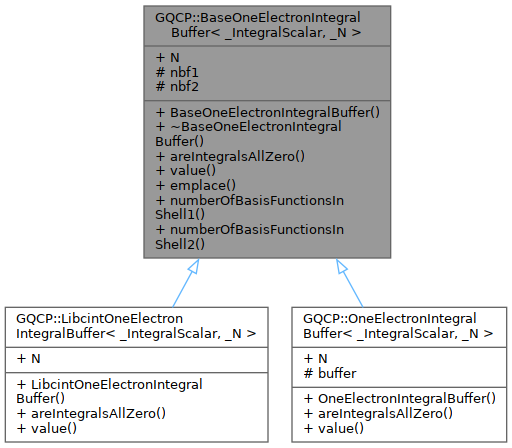 GQCP::BaseOneElectronIntegral
Buffer< _IntegralScalar, _N >
+ N
# nbf1
# nbf2
+ BaseOneElectronIntegralBuffer()
+ ~BaseOneElectronIntegral
Buffer()
+ areIntegralsAllZero()
+ value()
+ emplace()
+ numberOfBasisFunctionsIn
Shell1()
+ numberOfBasisFunctionsIn
Shell2()
GQCP::LibcintOneElectron
IntegralBuffer< _IntegralScalar, _N >
+ N
+ LibcintOneElectronIntegral
Buffer()
+ areIntegralsAllZero()
+ value()
GQCP::OneElectronIntegral
Buffer< _IntegralScalar, _N >
+ N
# buffer
+ OneElectronIntegralBuffer()
+ areIntegralsAllZero()
+ value()